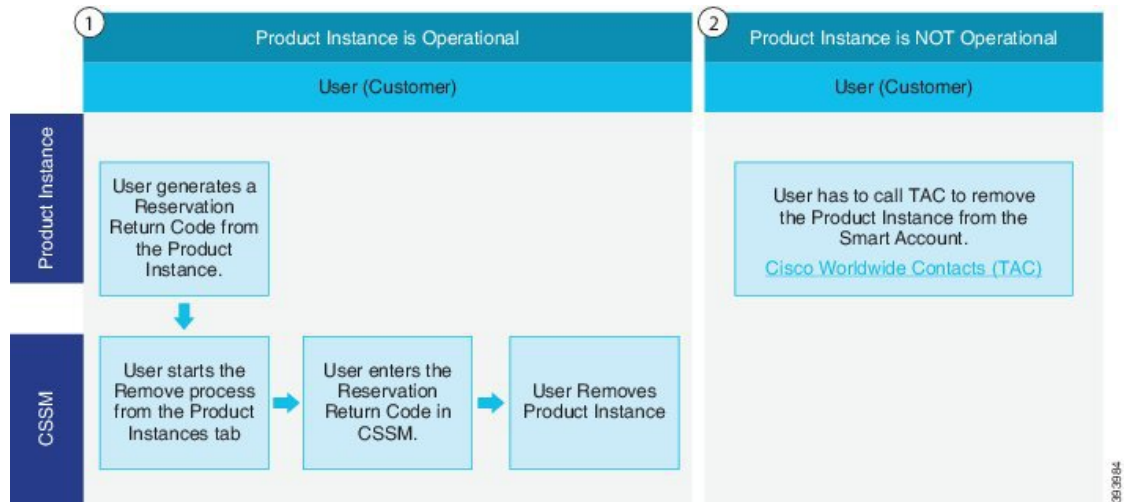 1
Product Instance is Operational
User (Customer)
2
Product Instance is NOT Operational
User (Customer)
Product Instance
User generates a
Reservation
Return Code from
the Product
Instance.
User has to call TAC to remove
the Product Instance from the
Smart Account.
Cisco Worldwide Contacts (TAC)
CSSM
User starts the
Remove process
from the Product
Instances tab
User enters the
Reservation
Return Code in
CSSM.
User Removes
Product Instance
393984